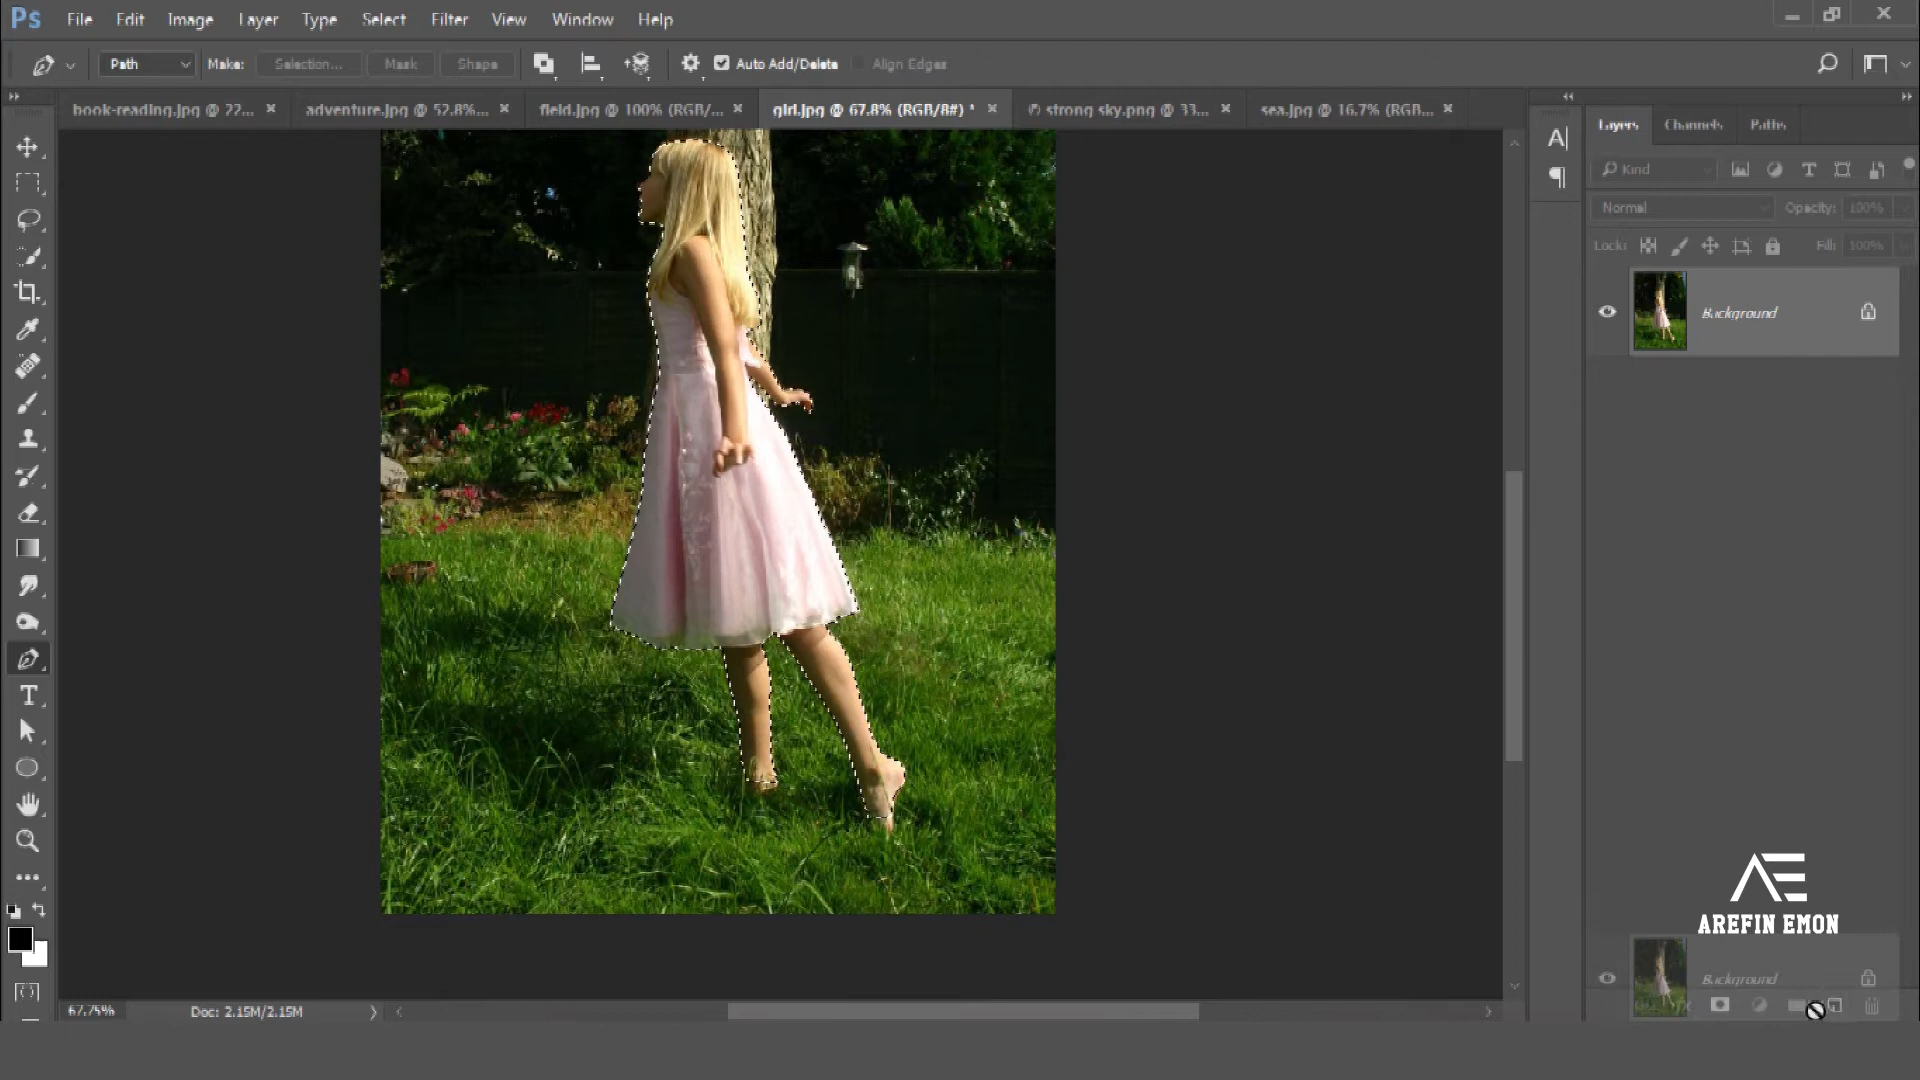 Ps File Edit Image Layer Type Select Filter View Window Help
Path Make: Selection... Mask Shape Auto Add/Delete Align Edges
book-reading.jpg @ 22... adventure.jpg @ 52.8%... field.jpg @ 100% (RGB/... girl.jpg @ 67.8% (RGB/8#) * strong sky.png @ 33... sea.jpg @ 16.7% (RGB...
Layers Channels Paths
Kind
Normal Opacity: 100%
Lock: Fill: 100%
Background
AREFIN EMON
Background
67.75% Doc: 2.15M/2.15M